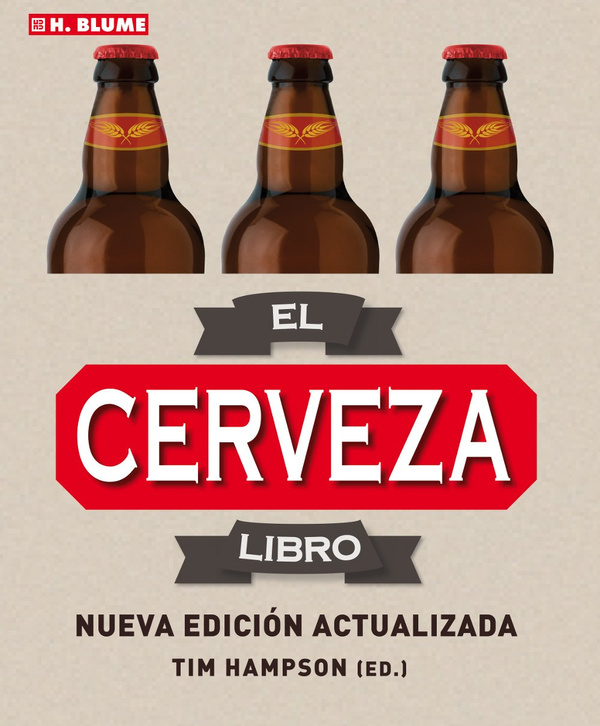 H. BLUME
EL
CERVEZA
LIBRO
NUEVA EDICIÓN ACTUALIZADA
TIM HAMPSON (ED.)